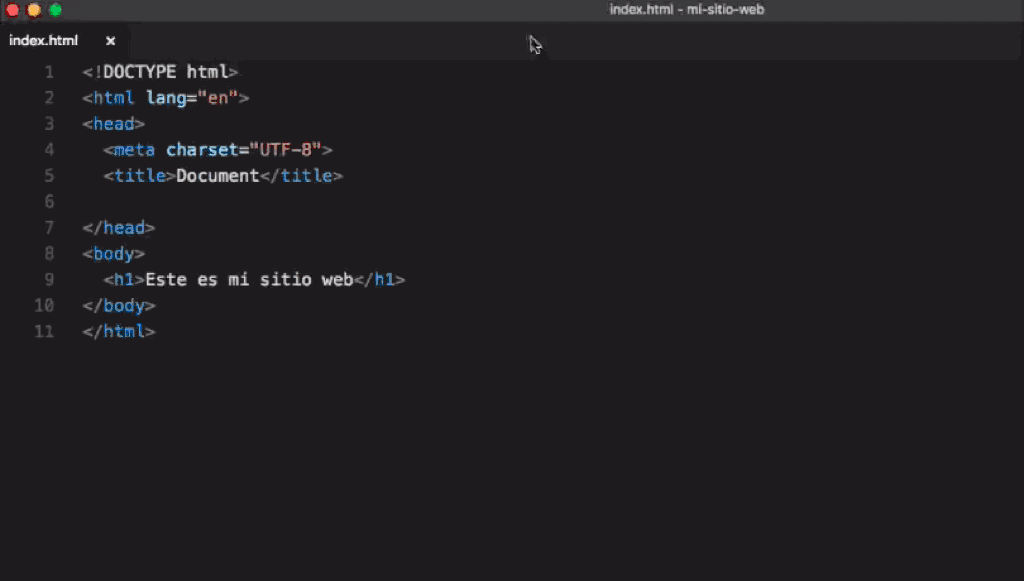 index.html - mi-sitio-web
index.html ×
1 <!DOCTYPE html>
2 <html lang="en">
3 <head>
4 <meta charset="UTF-8">
5 <title>Document</title>
6
7 </head>
8 <body>
9 <h1>Este es mi sitio web</h1>
10 </body>
11 </html>